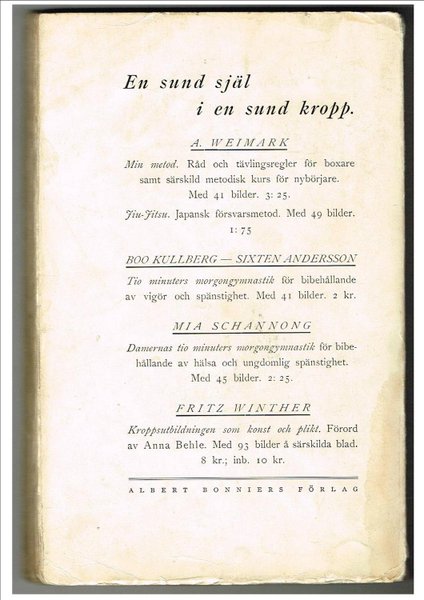 En sund själ
i en sund kropp.
A. WEIMARK
Min metod. Råd och tävlingsregler för boxare
samt särskild metodisk kurs för nybörjare.
Med 41 bilder. 3: 25.
Jiu-Jitsu. Japansk försvarsmetod. Med 49 bilder.
1: 75
BOO KULLBERG — SIXTEN ANDERSSON
Tio minuters morgongymnastik för bibehållande
av vigör och spänstighet. Med 41 bilder. 2 kr.
MIA SCHANNONG
Damernas tio minuters morgongymnastik för bibe-
hållande av hälsa och ungdomlig spänstighet.
Med 45 bilder. 2: 25.
FRITZ WINTHER
Kroppsutbildningen som konst och plikt. Förord
av Anna Behle. Med 93 bilder å särskilda blad.
8 kr.; inb. 10 kr.
ALBERT BONNIERS FÖRLAG